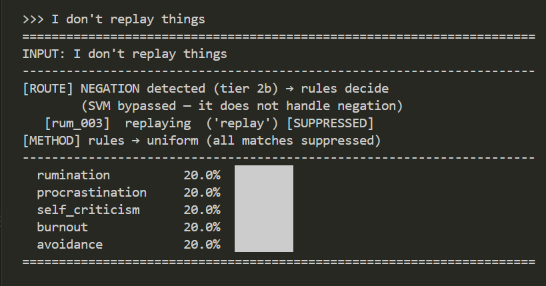 >>> I don't replay things
======================================================================
INPUT: I don't replay things
----------------------------------------------------------------------
[ROUTE] NEGATION detected (tier 2b) → rules decide
(SVM bypassed — it does not handle negation)
[rum_003]  replaying  ('replay') [SUPPRESSED]
[METHOD] rules → uniform (all matches suppressed)
----------------------------------------------------------------------
rumination 20.0%
procrastination 20.0%
self_criticism 20.0%
burnout 20.0%
avoidance 20.0%
======================================================================